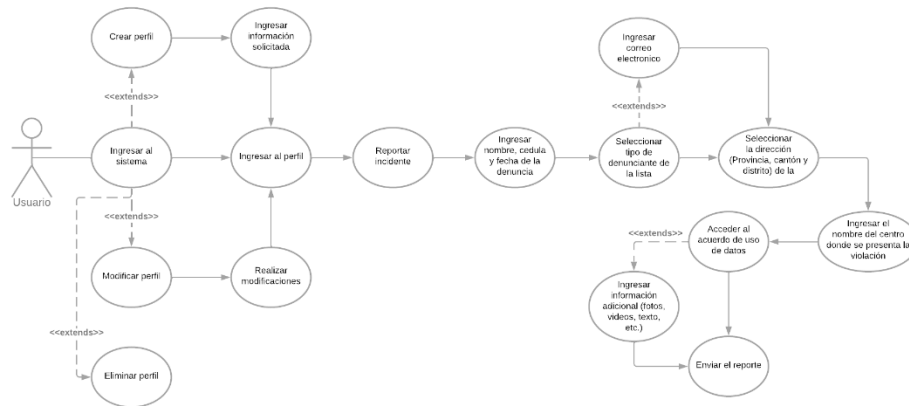 Crear perfil
Ingresar
información
solicitada
Ingresar
correo
electronico
<<extends>>
<<extends>>
Usuario
Ingresar al
sistema
Ingresar al perfil
Reportar
incidente
Ingresar
nombre, cedula
y fecha de la
denuncia
Seleccionar
tipo de
denunciante de
la lista
Seleccionar
la dirección
(Provincia, cantón y
distrito) de la
<<extends>>
Modificar perfil
Realizar
modificaciones
<<extends>>
Acceder al
acuerdo de uso
de datos
Ingresar el
nombre del centro
donde se presenta la
violación
Ingresar
información
adicional (fotos,
videos, texto,
etc.)
<<extends>>
Eliminar perfil
Enviar el reporte